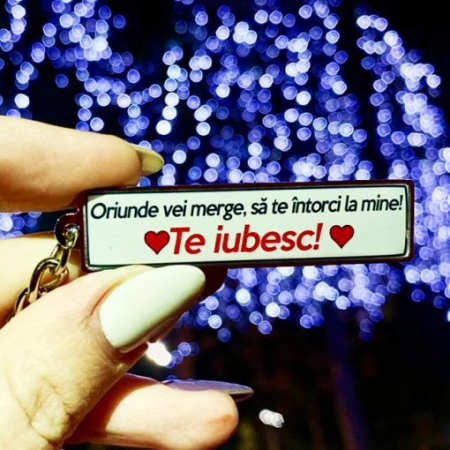 Oriunde vei merge, să te întorci la mine!
Te iubesc!